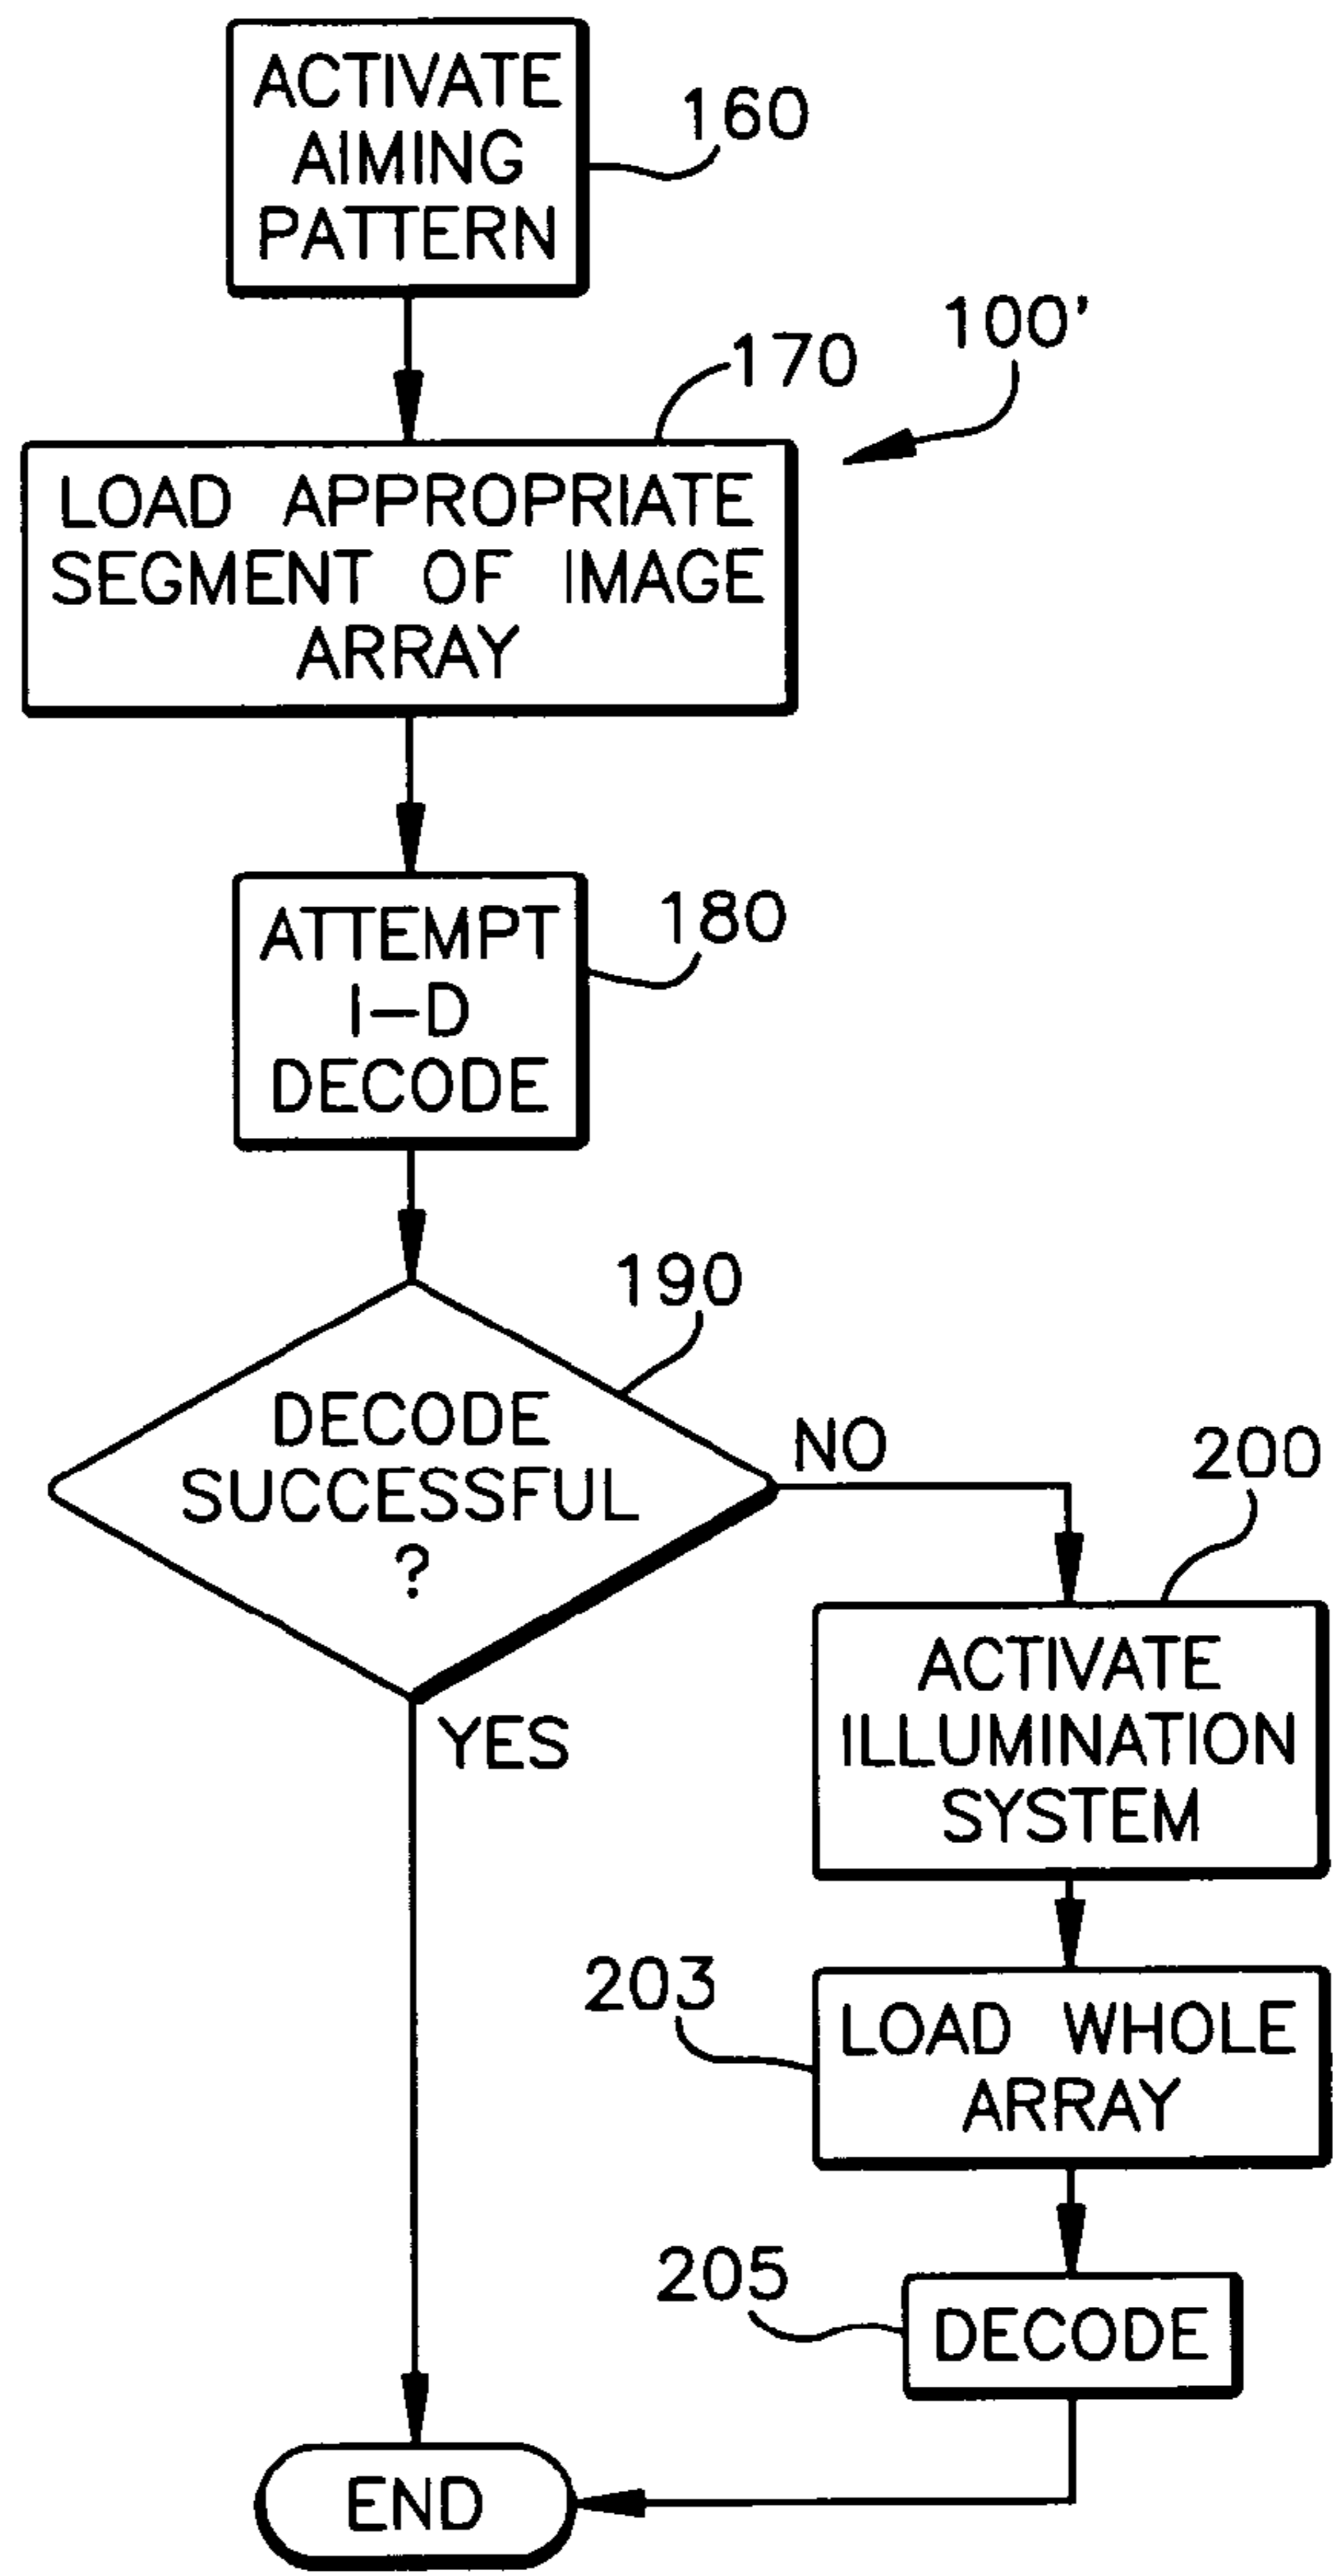 ACTIVATE
AIMING
PATTERN
160
100'
170
LOAD APPROPRIATE
SEGMENT OF IMAGE
ARRAY
ATTEMPT
1-D
DECODE
180
190
DECODE
SUCCESSFUL
?
NO
YES
200
ACTIVATE
ILLUMINATION
SYSTEM
203
LOAD WHOLE
ARRAY
205
DECODE
END